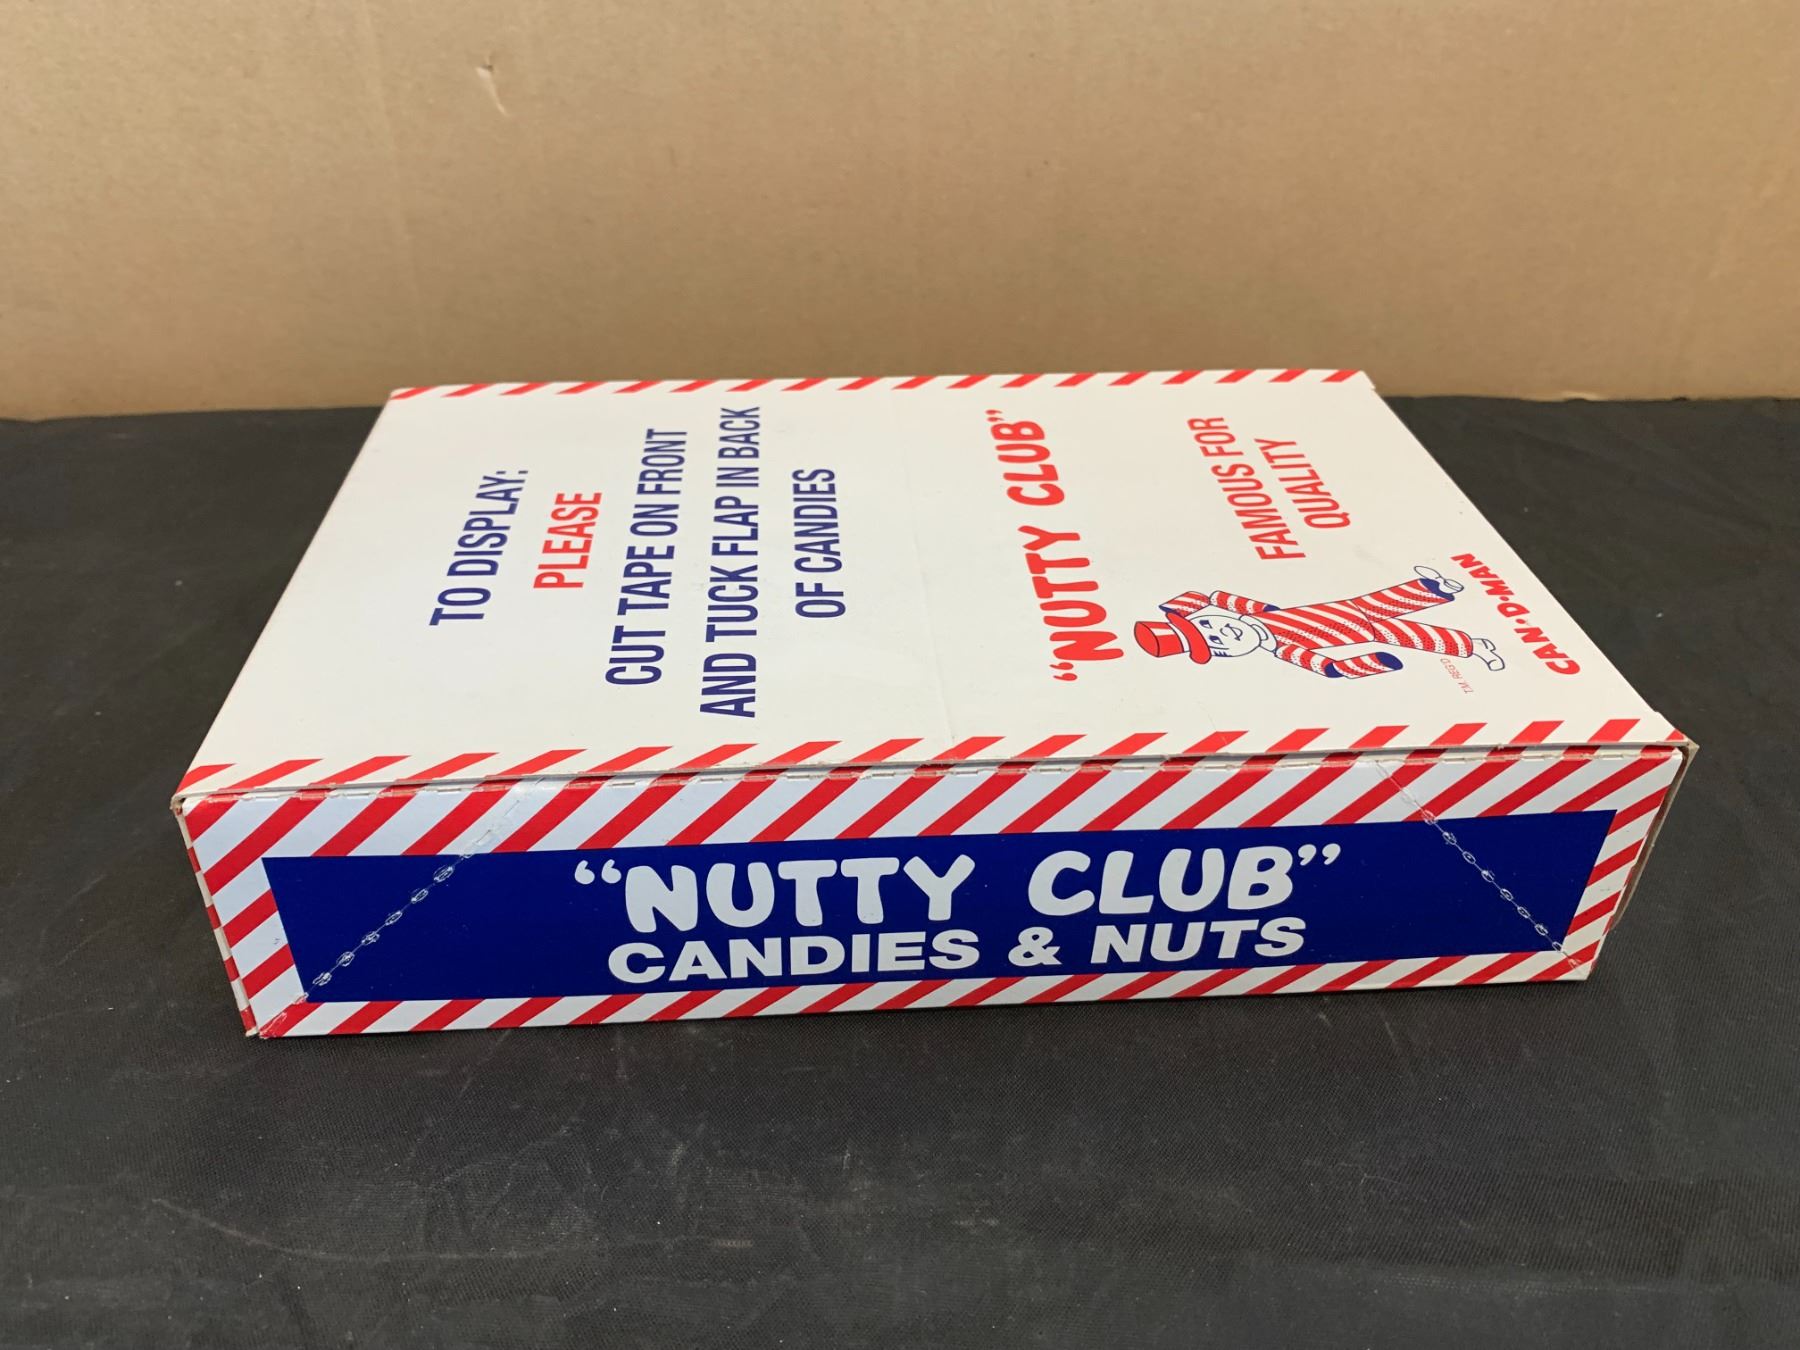 TO DISPLAY:
PLEASE
CUT TAPE ON FRONT
AND TUCK FLAP IN BACK
OF CANDIES
“NUTTY CLUB”
FAMOUS FOR
QUALITY
CAN•D•MAN
T.M. REG'D
“NUTTY CLUB”
CANDIES & NUTS